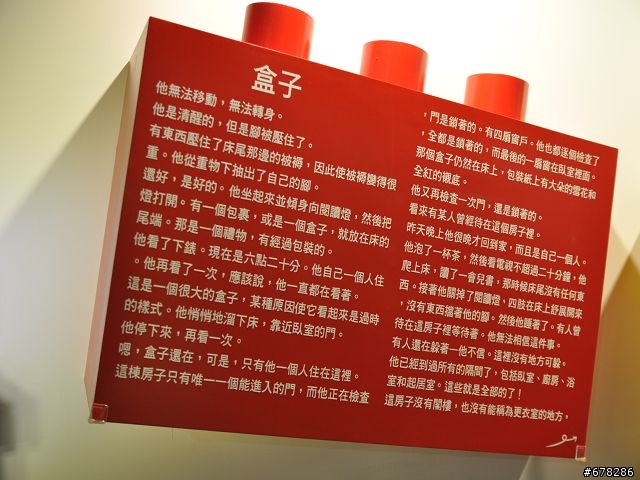 盒子
他無法移動，無法轉身。
他是清醒的，但是腳被壓住了。
有東西壓住了床尾那邊的被褥，因此使被褥變得很
重。他從重物下抽出了自己的腳。
還好，是好的。他坐起來並傾身向閱讀燈，然後把
燈打開。有一個包裹，或是一個盒子，就放在床的
尾端。那是一個禮物，有經過包裝的。
他看了下錶。現在是六點二十分。他自己一個人住
。他再看了一次，應該說，他一直都在看著。
這是一個很大的盒子，某種原因使它看起來是過時
的樣式。他悄悄地溜下床，靠近臥室的門。
他停下來，再看一次。
嗯，盒子還在，可是，只有他一個人住在這裡。
這棟房子只有唯一一個能進入的門，而他正在檢查
，門是鎖著的。有四扇窗戶。他也都逐個檢查了
，全都是鎖著的，而最後的一扇窗在臥室裡面。
那個盒子仍然在床上，包裝紙上有大朵的雪花和
全紅的襯底。
他又再檢查一次門，還是鎖著的。
看來有某人曾經待在這個房子裡。
昨天晚上他很晚才回到家，而且是自己一個人。
他泡了一杯茶，然後看電視不超過二十分鐘，他
爬上床，讀了一會兒書，那時候床尾沒有任何東
西。接著他關掉了閱讀燈，四肢在床上舒展開來
，沒有東西擋著他的腳。然後他睡著了。有人曾
待在這房子裡等待著。他無法相信這件事。
有人還在躲著—他不信。這裡沒有地方可躲。
他已經到過所有的隔間了，包括臥室、廚房、浴
室和起居室。這些就是全部的了！
這房子沒有閣樓，也沒有能稱為更衣室的地方，
#678286